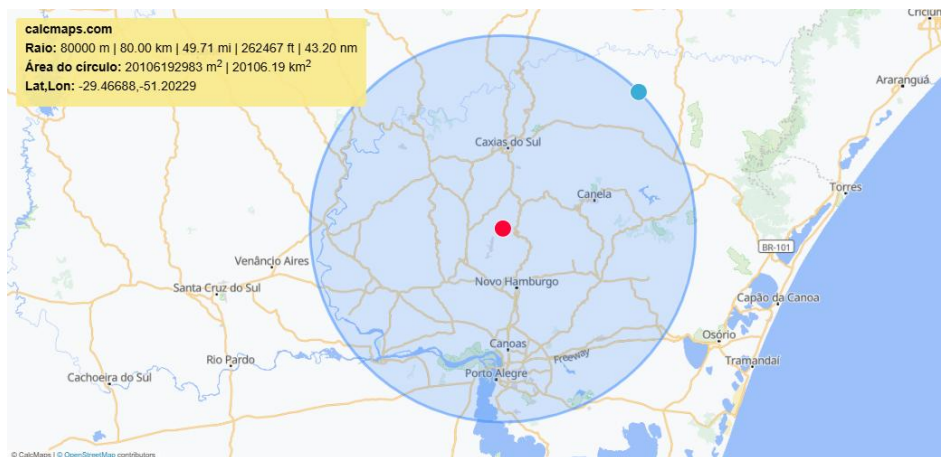 calcmaps.com
Raio: 80000 m | 80.00 km | 49.71 mi | 262467 ft | 43.20 nm
Área do círculo: 20106192983 m² | 20106.19 km²
Lat,Lon: -29.46688,-51.20229
Criciúm
Araranguá
Caxias do Sul
Canela
Torres
BR-101
Venâncio Aires
Santa Cruz do Sul
Novo Hamburgo
Capão da Canoa
Osório
Canoas
Freeway
Rio Pardo
Tramandaí
Porto Alegre
Cachoeira do Sul
© CalcMaps | © OpenStreetMap contributors